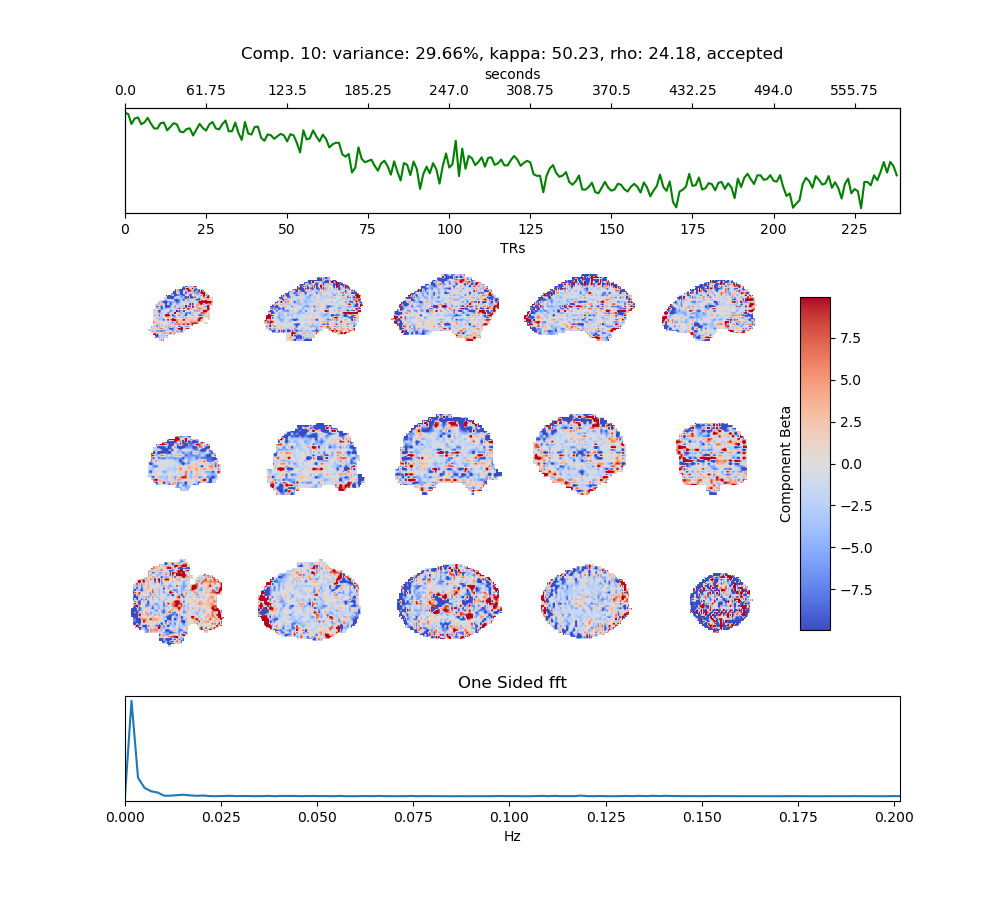 Comp. 10: variance: 29.66%, kappa: 50.23, rho: 24.18, accepted
seconds
0.0 61.75 123.5 185.25 247.0 308.75 370.5 432.25 494.0 555.75
0 25 50 75 100 125 150 175 200 225
TRs
7.5
5.0
2.5
0.0
−2.5
−5.0
−7.5
Component Beta
One Sided fft
0.000 0.025 0.050 0.075 0.100 0.125 0.150 0.175 0.200
Hz